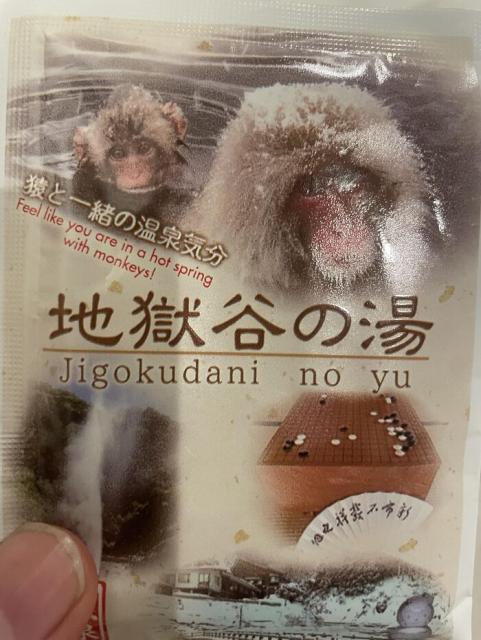 猿と一緒の温泉気分
Feel like you are in a hot spring
with monkeys!
地獄谷の湯
Jigokudani no yu